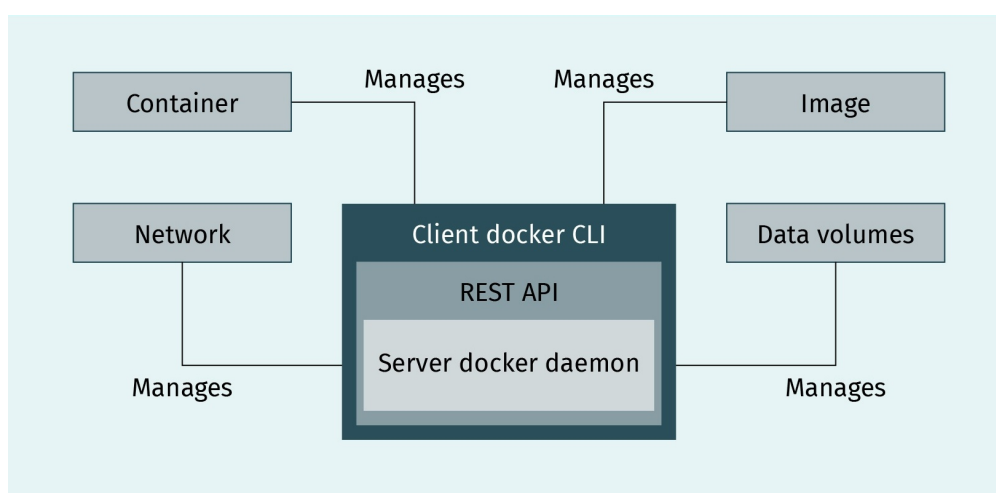 Manages
Manages
Container
Image
Network
Client docker CLI
Data volumes
REST API
Server docker daemon
Manages
Manages